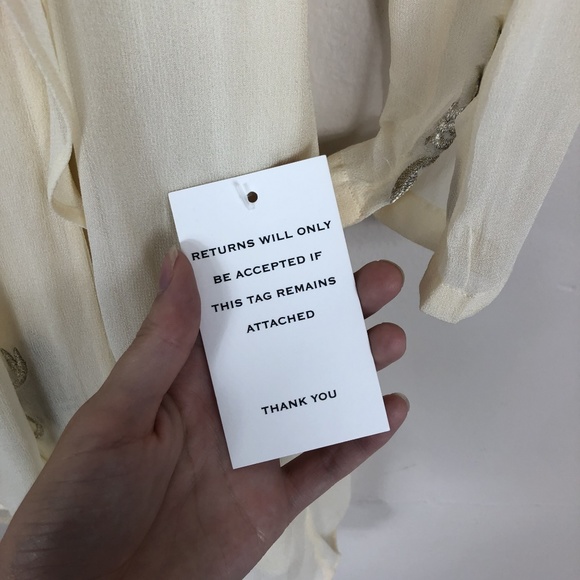 RETURNS WILL ONLY
BE ACCEPTED IF
THIS TAG REMAINS
ATTACHED
THANK YOU